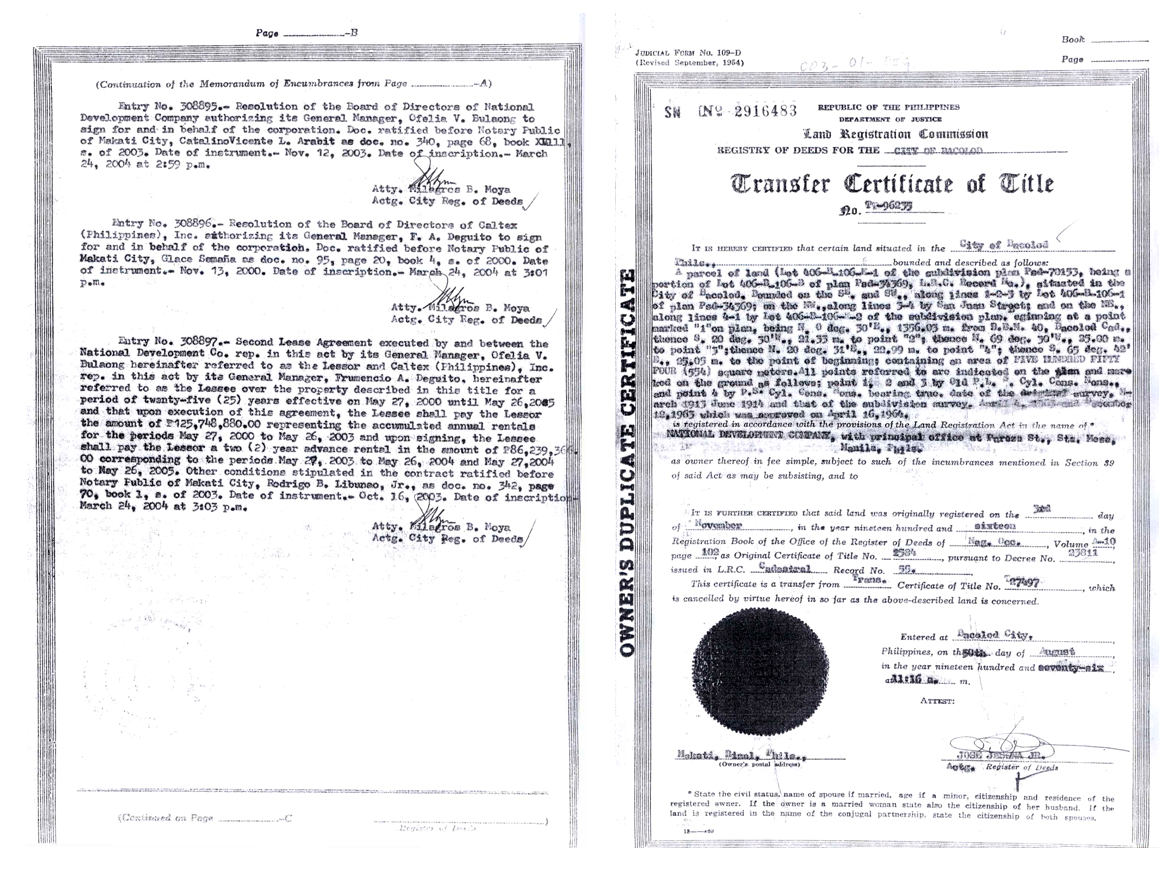 Page ............-B
(Continuation of the Memorandum of Encumbrances from Page ............-A)
Entry No. 308895.- Resolution of the Board of Directors of National
Development Company authorizing its General Manager, Ofelia V. Bulaong to
sign for and in behalf of the corporation. Doc. ratified before Notary Public
of Makati City, CatalinoVicente L. Arabit as doc. no. 340, page 68, book
s. of 2003. Date of instrument.- Nov. 12, 2003. Date of inscription.- March
24, 2004 at 2:59 p.m.
Atty. Milagros B. Moya
Actg. City Reg. of Deeds
Entry No. 308896.- Resolution of the Board of Directors of Caltex
(Philippines), Inc. authorizing its General Manager, F. A. Deguito to sign
for and in behalf of the corporation. Doc. ratified before Notary Public of
Makati City, Glace Semaña as doc. no. 95, page 20, book 4, s. of 2000. Date
of instrument.- Nov. 13, 2000. Date of inscription.- March 24, 2004 at 3:01
p.m.
Atty. Milagros B. Moya
Actg. City Reg. of Deeds
Entry No. 308897.- Second Lease Agreement executed by and between the
National Development Co. rep. in this act by its General Manager, Ofelia V.
Bulaong hereinafter referred to as the Lessor and Caltex (Philippines), Inc.
rep. in this act by its General Manager, Frumencio A. Deguito, hereinafter
referred to as the Lessee over the property described in this title for a
period of twenty-five (25) years effective on May 27, 2000 until May 26,
and that upon execution of this agreement, the Lessee shall pay the Lessor
the amount of ₱125,748,880.00 representing the accumulated annual rentals
for the periods May 27, 2000 to May 26, 2003 and upon signing, the Lessee
shall pay the Lessor a two (2) year advance rental in the amount of ₱86,239,366
00 corresponding to the periods May 27, 2003 to May 26, 2004 and May 27,2004
to May 26, 2005. Other conditions stipulated in the contract ratified before
Notary Public of Makati City, Rodrigo B. Libunao, Jr., as doc. no. 342, page
70, book 1, s. of 2003. Date of instrument.- Oct. 16, 2003. Date of inscription
March 24, 2004 at 3:03 p.m.
Atty. Milagros B. Moya
Actg. City Reg. of Deeds
(Continued on Page ............-C
)
Register of Deeds
Book ............
Page ............
JUDICIAL FORM NO. 109-D
(Revised September, 1954)
SN (Nº 2916483
REPUBLIC OF THE PHILIPPINES
DEPARTMENT OF JUSTICE
Land Registration Commission
REGISTRY OF DEEDS FOR THE CITY OF BACOLOD
Transfer Certificate of Title
No. T-96235
IT IS HEREBY CERTIFIED that certain land situated in the City of Bacolod
Phils., bounded and described as follows:
A parcel of land (Lot 406-B-106-E-1 of the subdivision plan Psd-70153, being a
portion of Lot 406-B-106-B of plan Psd-34369, L.R.C. Record No.), situated in the
City of Bacolod. Bounded on the SE. and SW., along lines 1-2-3 by Lot 406-B-106-1
of plan Psd-34369; on the NW.,along lines 3-4 by San Juan Street; and on the NE.,
along lines 4-1 by Lot 406-B-106- -2 of the subdivision plan. eginning at a point
marked "1"on plan, being N. 0 deg. 30'E., 1356.03 m. from B.B.M. 40, Bacolod Cad.,
thence S. 20 deg. 30'W., 21.33 m. to point "2"; thence N. 69 deg. 30'W., 25.00 m.
to point "3";thence N. 20 deg. 31'E., 22.99 m. to point "4"; thence S. 65 deg. 42'
E., 25.05 m. to the point of beginning; containing an area of FIVE HUNDRED FIFTY
FOUR (554) square meters.All points referred to are indicated on the plan and mar-
ked on the ground as follows: point 1, 2 and 3 by Old P.L.S. Cyl. Cons. Mons.,
and point 4 by P.S. Cyl. Cons. Mons. bearing true. date of the original survey, M-
arch 1913 June 1914 and that of the subdivision survey, and December
12,1963 which was approved on April 16,1964.
is registered in accordance with the provisions of the Land Registration Act in the name of*
NATIONAL DEVELOPMENT COMPANY, with principal office at Pureza St., Sta. Mesa,
Manila, Phils.
as owner thereof in fee simple, subject to such of the incumbrances mentioned in Section 39
of said Act as may be subsisting, and to
IT IS FURTHER CERTIFIED that said land was originally registered on the 3rd day
of November, in the year nineteen hundred and sixteen, in the
Registration Book of the Office of the Register of Deeds of Neg. Occ., Volume A-10
page 102, as Original Certificate of Title No. 2584, pursuant to Decree No. 23811
issued in L.R.C. Cadastral Record No. 55.
This certificate is a transfer from Trans. Certificate of Title No. T-27497, which
is cancelled by virtue hereof in so far as the above-described land is concerned.
OWNER'S DUPLICATE CERTIFICATE
Entered at Bacolod City,
Philippines, on the 30th day of August
in the year nineteen hundred and seventy-six
at 11:16 a. m.
ATTEST:
Makati, Rizal, Phils.,
(Owner's postal address)
Actg. Register of Deeds
* State the civil status, name of spouse if married, age if a minor, citizenship and residence of the
registered owner. If the owner is a married woman state also the citizenship of her husband. If the
land is registered in the name of the conjugal partnership, state the citizenship of both spouses.